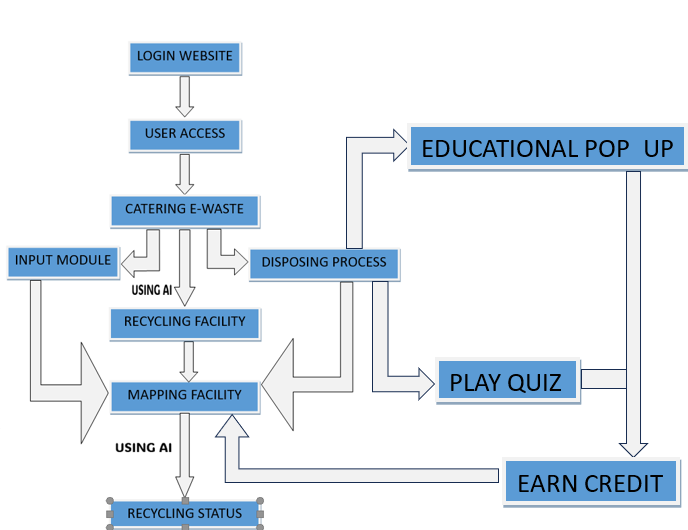 LOGIN WEBSITE
USER ACCESS
EDUCATIONAL POP UP
CATERING E-WASTE
INPUT MODULE
DISPOSING PROCESS
USING AI
RECYCLING FACILITY
PLAY QUIZ
MAPPING FACILITY
USING AI
EARN CREDIT
RECYCLING STATUS